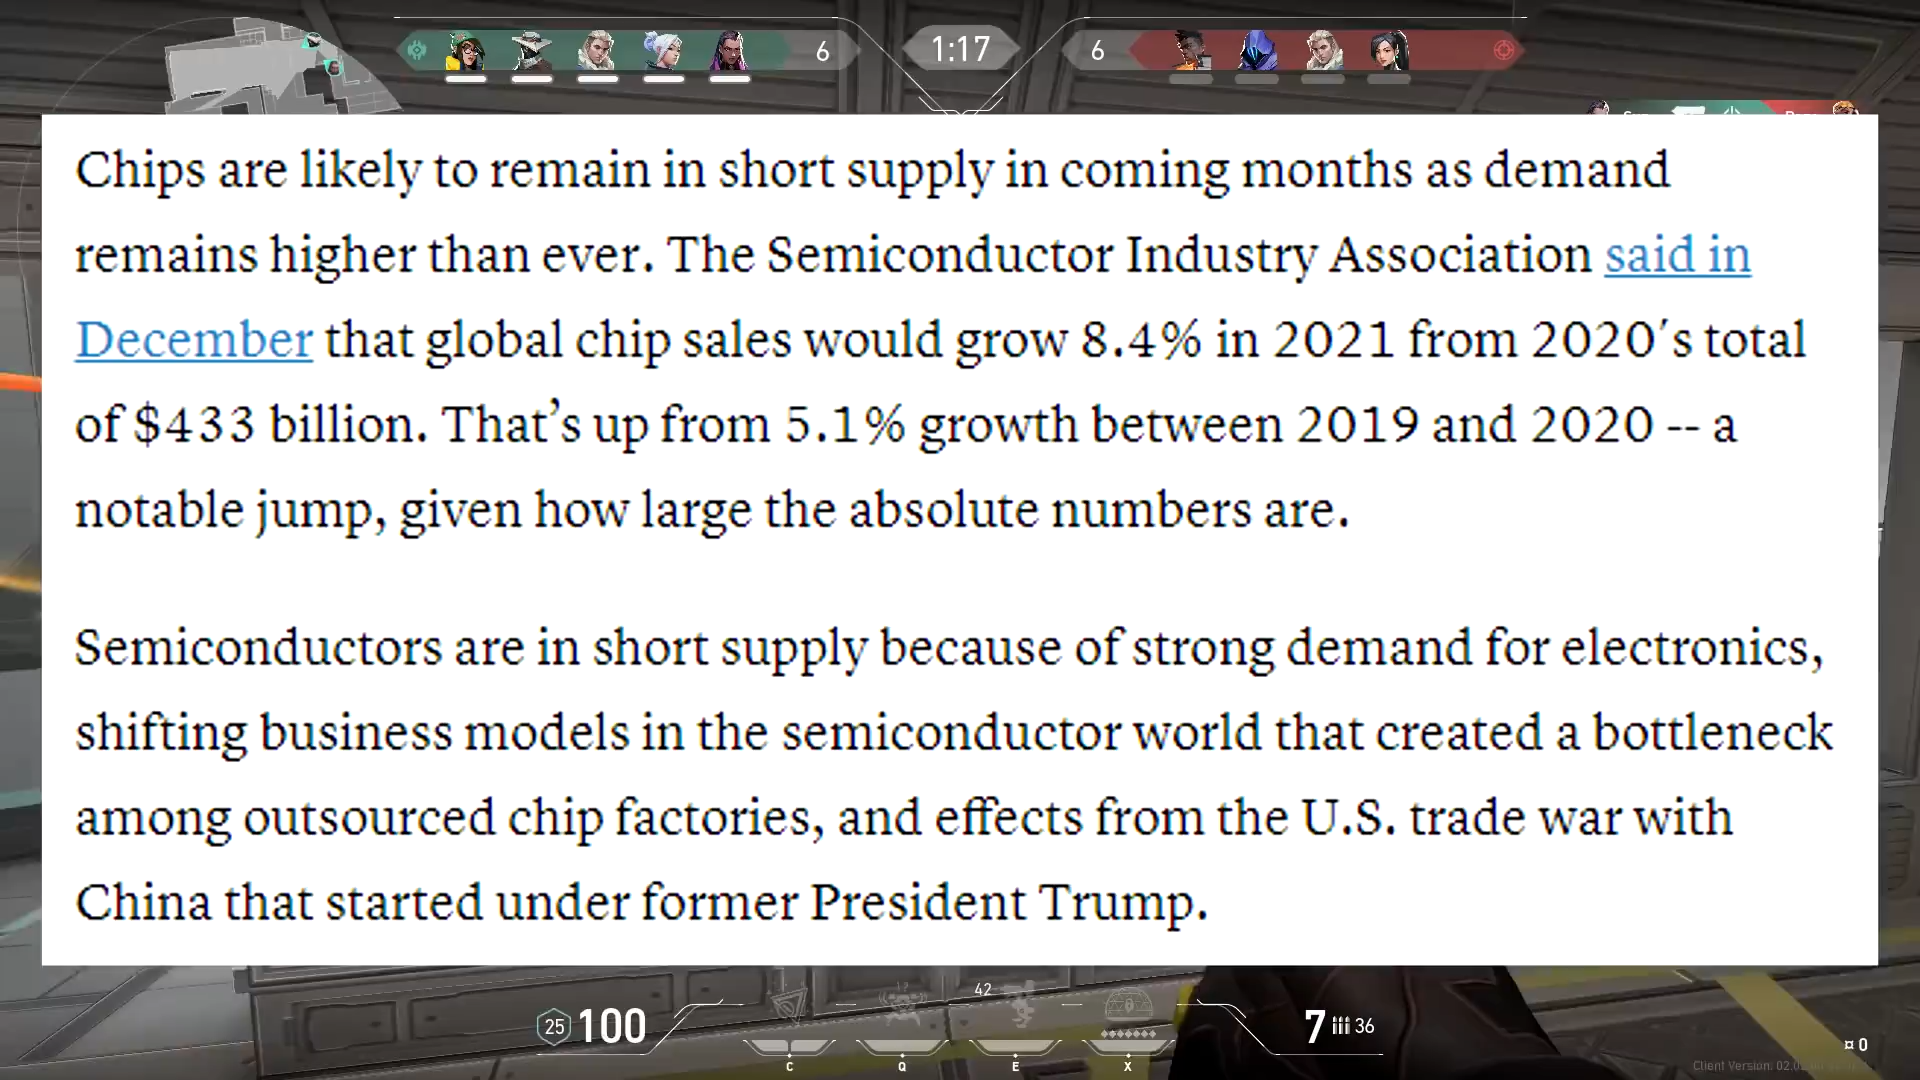 6
1:17
6
Chips are likely to remain in short supply in coming months as demand
remains higher than ever. The Semiconductor Industry Association said in
December that global chip sales would grow 8.4% in 2021 from 2020′s total
of $433 billion. That’s up from 5.1% growth between 2019 and 2020 -- a
notable jump, given how large the absolute numbers are.
Semiconductors are in short supply because of strong demand for electronics,
shifting business models in the semiconductor world that created a bottleneck
among outsourced chip factories, and effects from the U.S. trade war with
China that started under former President Trump.
42
25 100
7 36
C Q E X
0
Client Version: 02.0